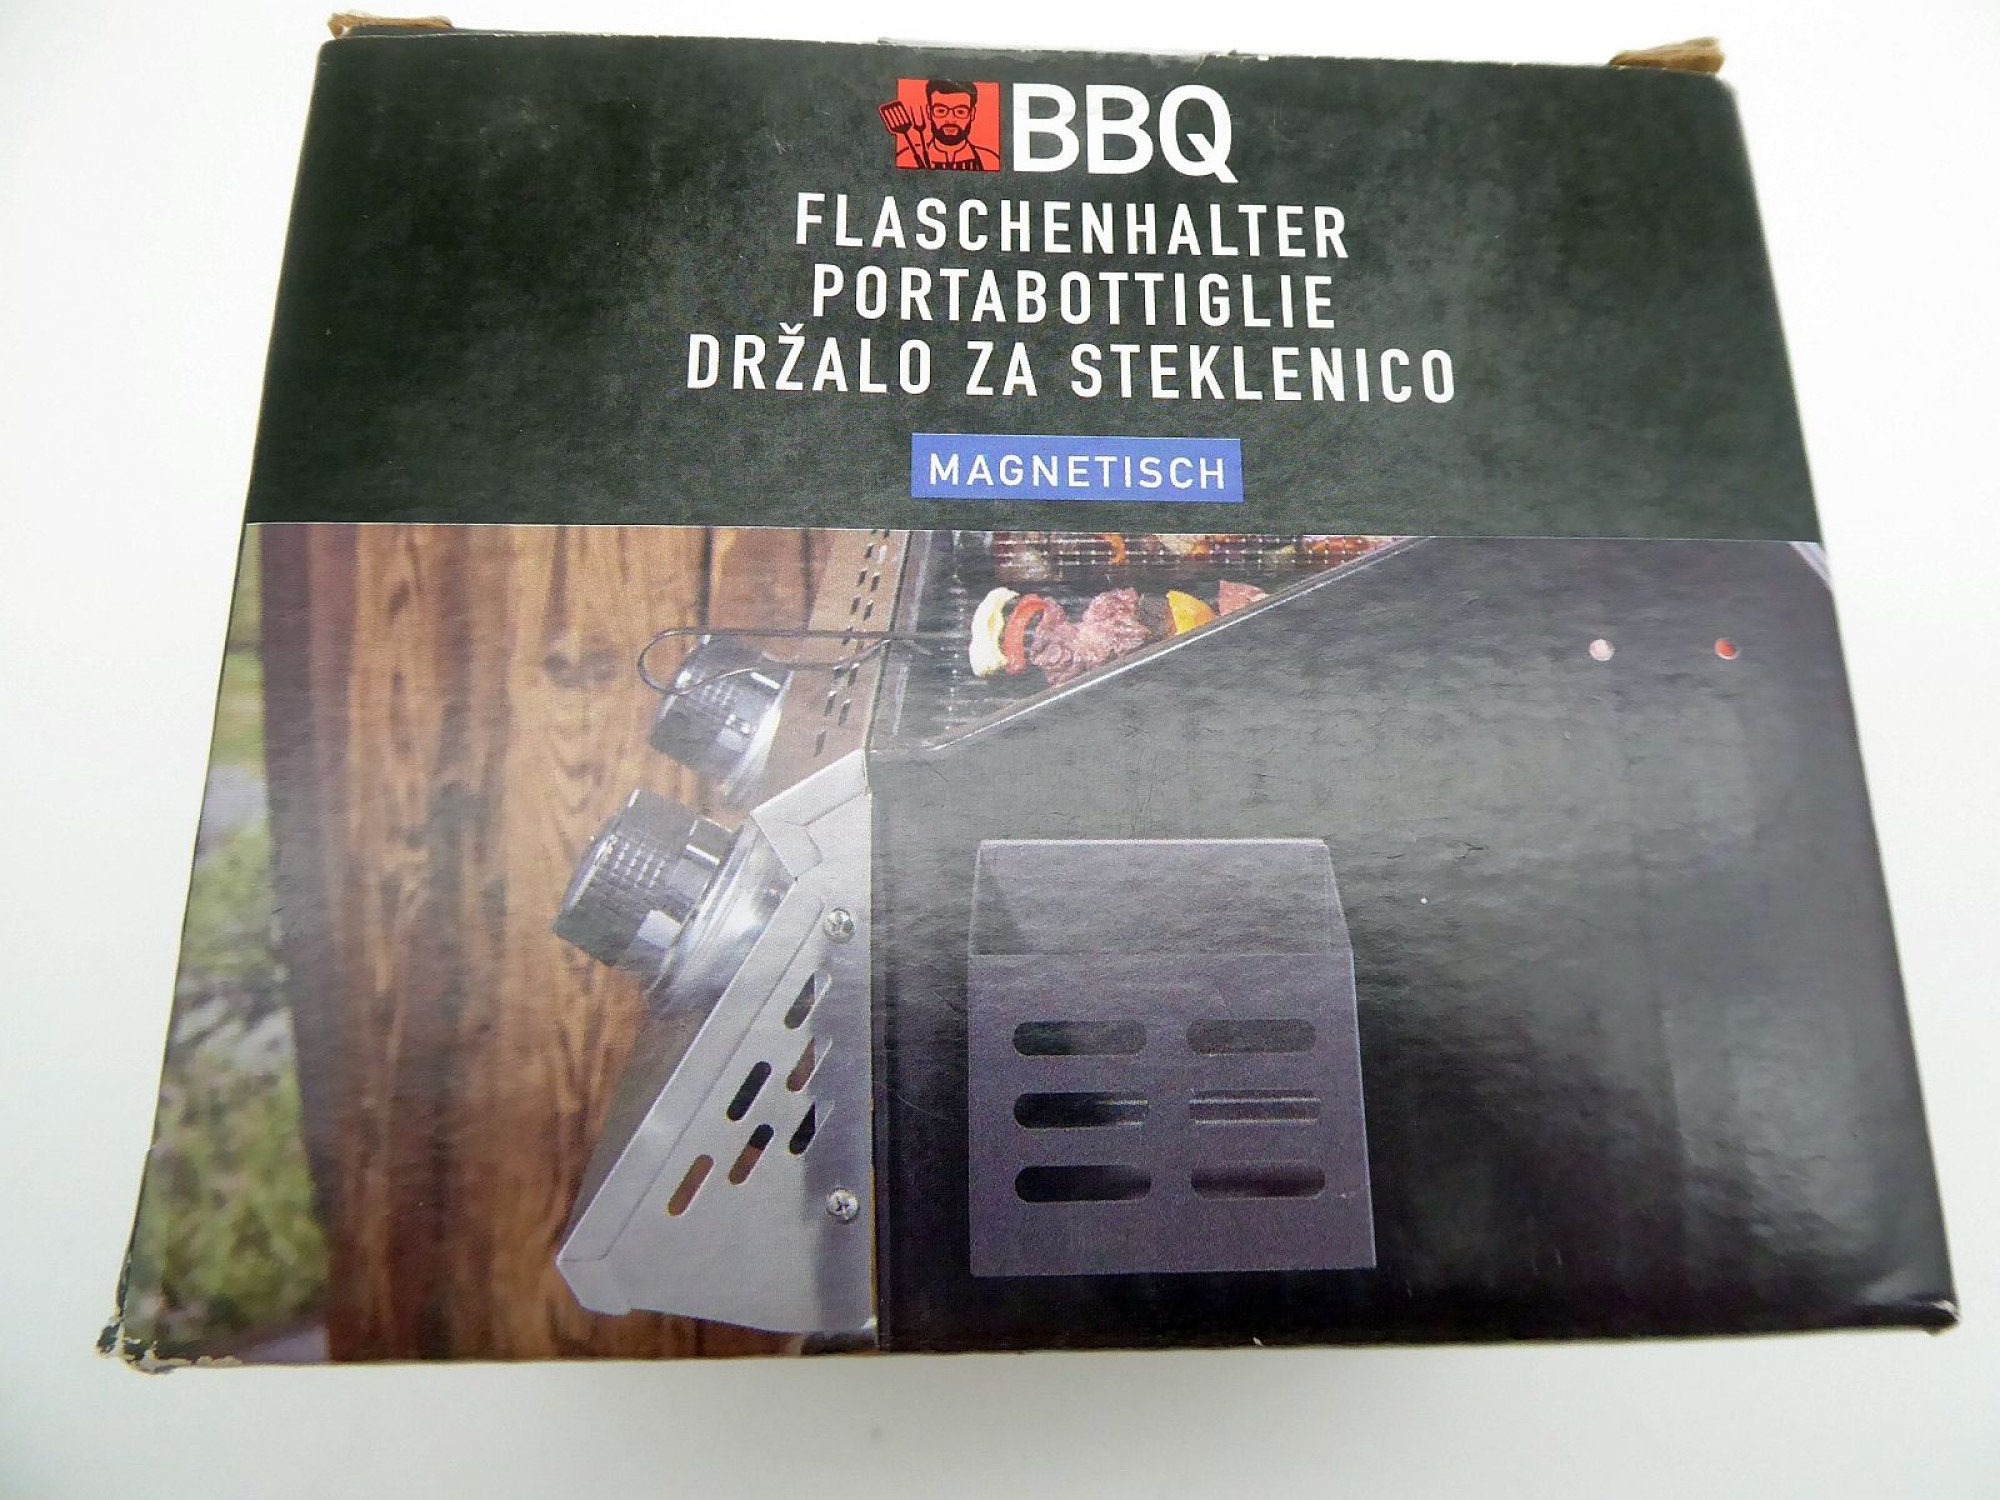 BBQ
FLASCHENHALTER
PORTABOTTIGLIE
DRŽALO ZA STEKLENICO
MAGNETISCH